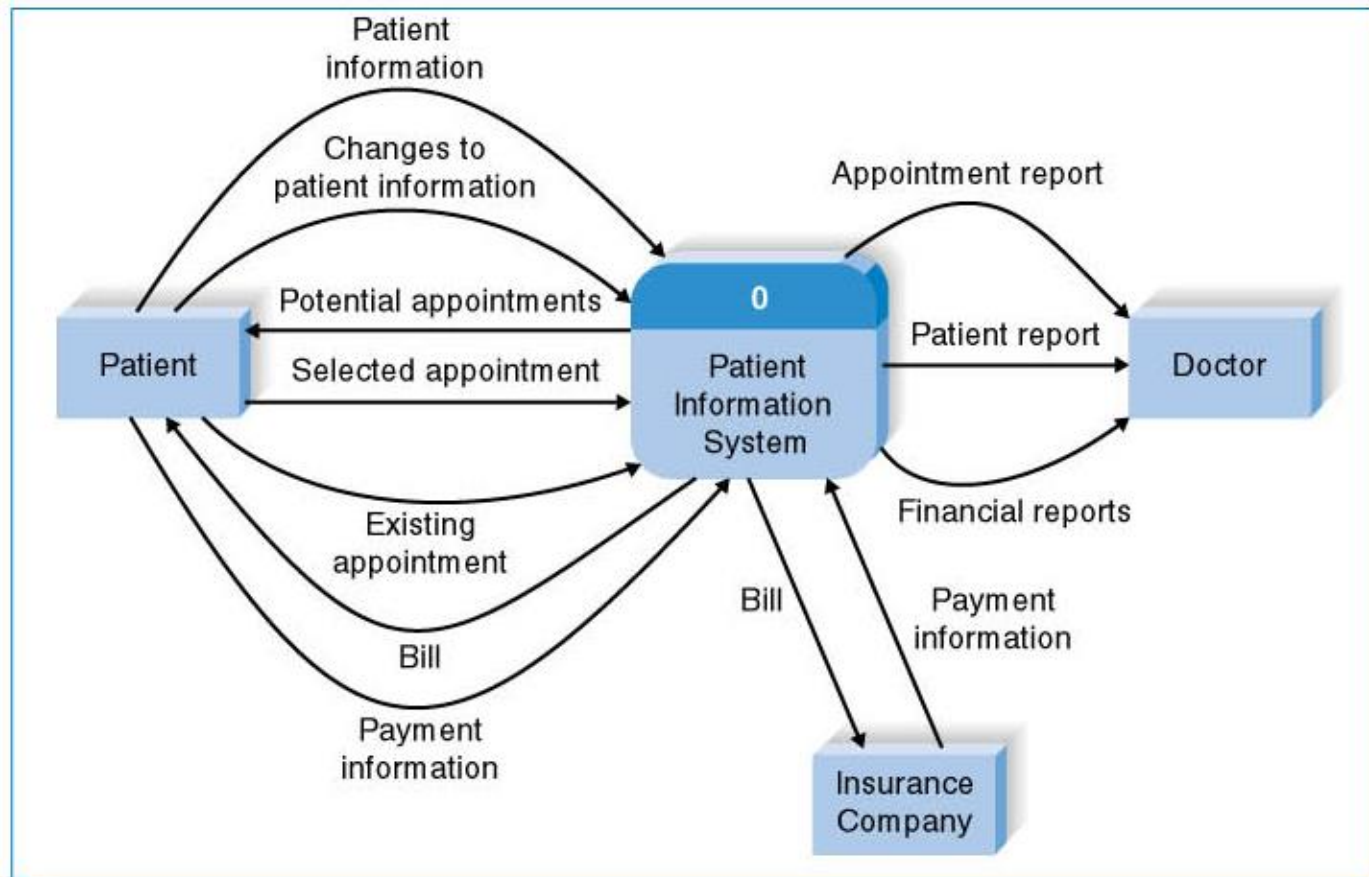 Patient
information
Changes to
patient information
Appointment report
0
Potential appointments
Patient
Selected appointment
Patient
Information
System
Patient report
Doctor
Financial reports
Existing
appointment
Bill
Payment
information
Bill
Payment
information
Insurance
Company